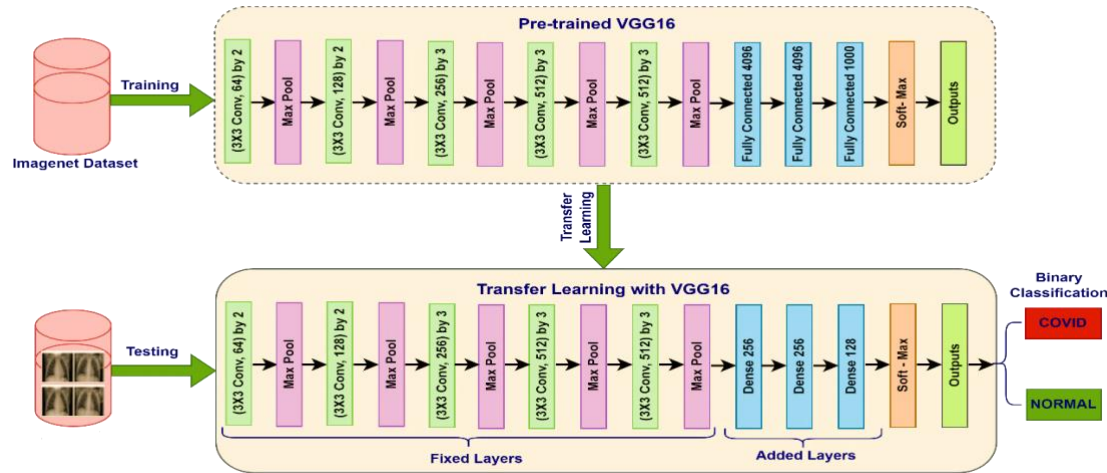 Pre-trained VGG16
Training
Imagenet Dataset
(3X3 Conv, 64) by 2
Max Pool
(3X3 Conv, 128) by 2
Max Pool
(3X3 Conv, 256) by 3
Max Pool
(3X3 Conv, 512) by 3
Max Pool
(3X3 Conv, 512) by 3
Max Pool
Fully Connected 4096
Fully Connected 4096
Fully Connected 1000
Soft- Max
Outputs
Transfer
Learning
Transfer Learning with VGG16
Testing
(3X3 Conv, 64) by 2
Max Pool
(3X3 Conv, 128) by 2
Max Pool
(3X3 Conv, 256) by 3
Max Pool
(3X3 Conv, 512) by 3
Max Pool
(3X3 Conv, 512) by 3
Max Pool
Dense 256
Dense 256
Dense 128
Soft - Max
Outputs
Binary
Classification
COVID
NORMAL
Fixed Layers
Added Layers